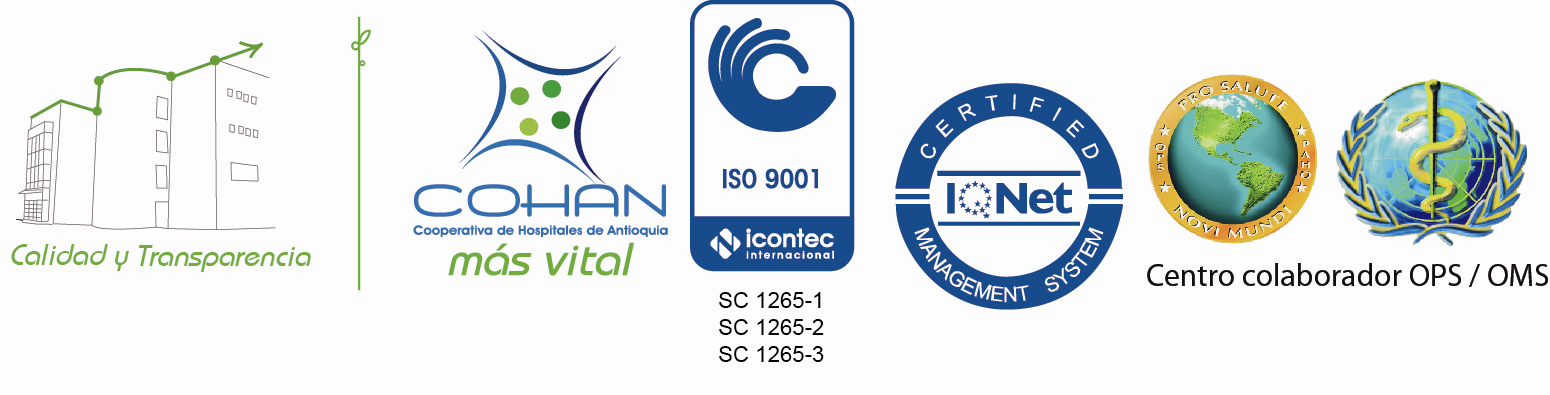 Calidad y Transparencia
COHAN
Cooperativa de Hospitales de Antioquia
más vital
ISO 9001
icontec
internacional
SC 1265-1
SC 1265-2
SC 1265-3
CERTIFIED
IQNet
MANAGEMENT SYSTEM
PRO SALUTE
OPS
PAHO
NOVI MUNDI
Centro colaborador OPS / OMS